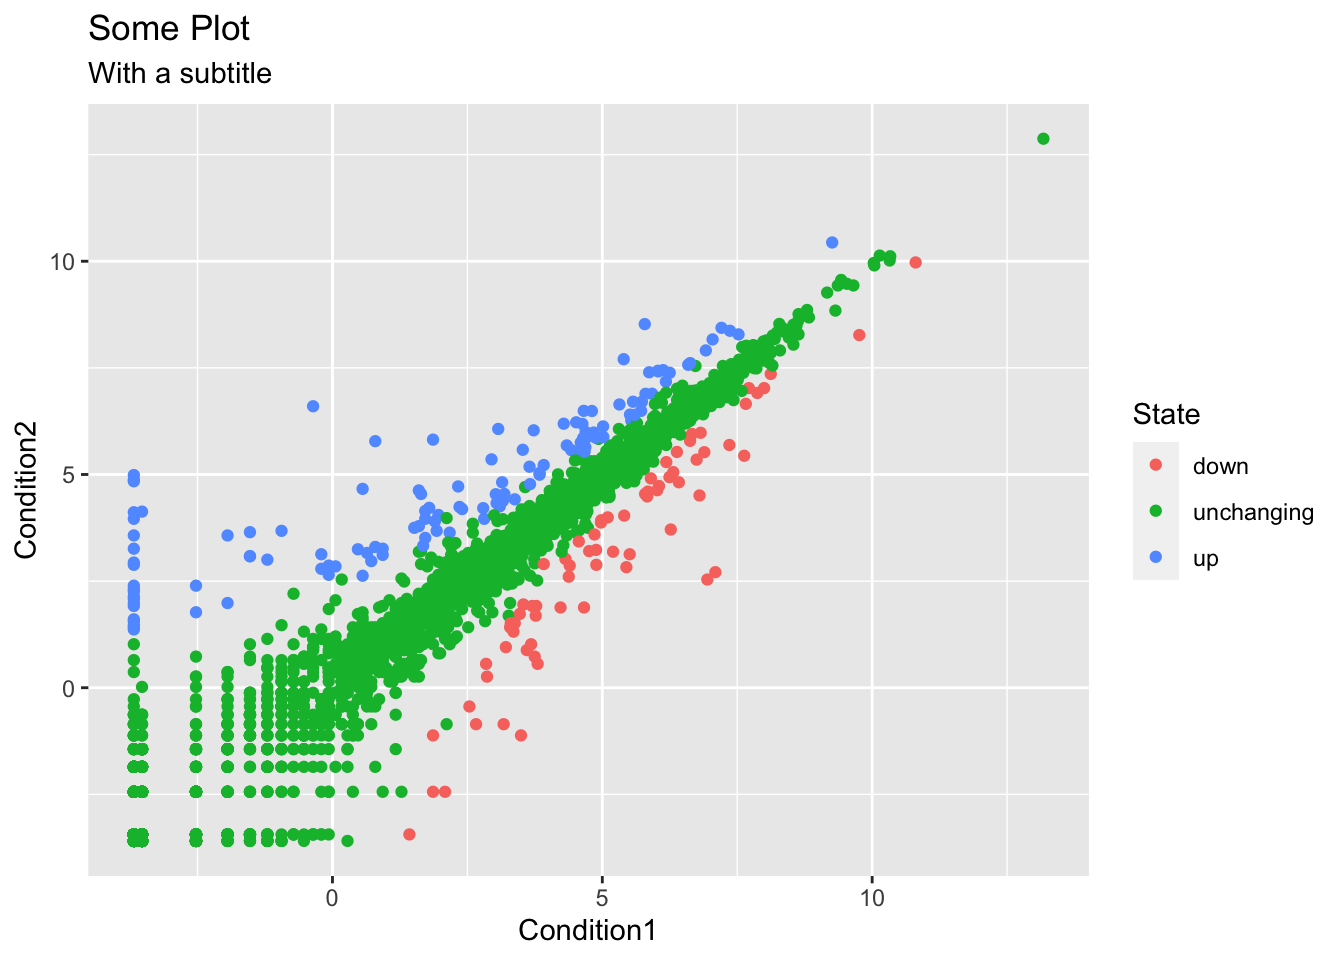 Some Plot
With a subtitle
Condition2
10
5
0
0
5
10
Condition1
State
down
unchanging
up